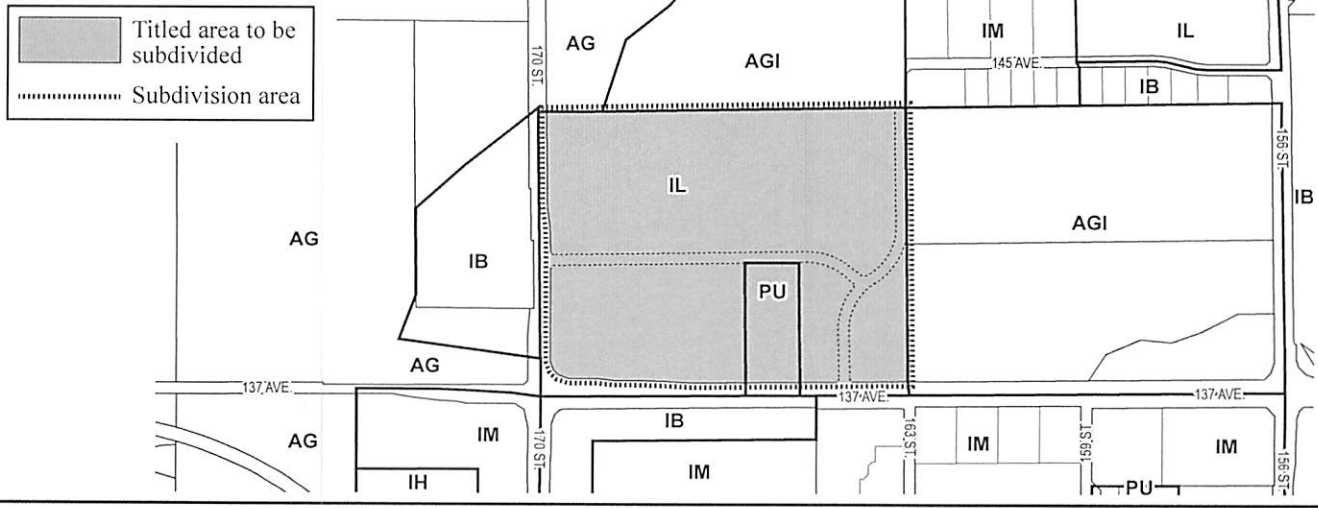 Titled area to be
subdivided
Subdivision area
AG
170 ST.
AGI
IM
IL
145 AVE.
IB
156 ST.
IL
AG
IB
AGI
IB
PU
AG
137 AVE.
137 AVE.
137 AVE.
AG
IM
170 ST.
IB
163 ST.
IM
159 ST.
IM
156 ST.
IH
IM
PU